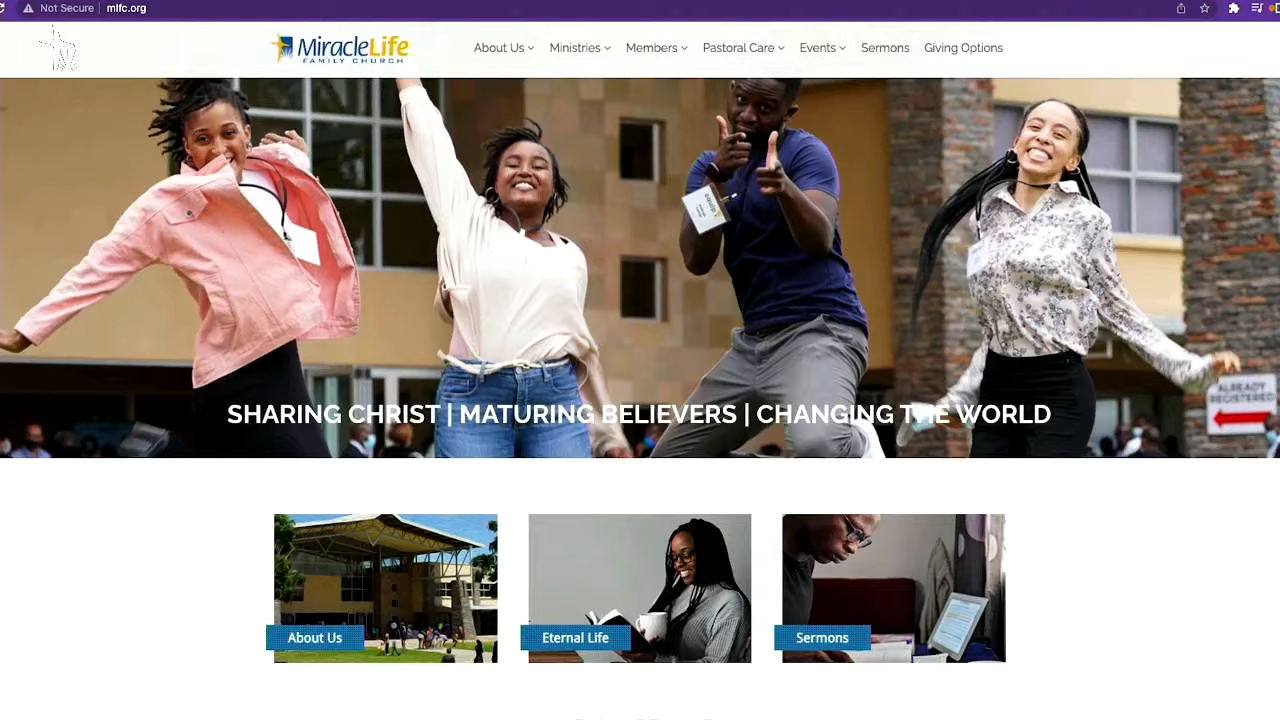 Not Secure mlfc.org
MiracleLife
FAMILY CHURCH
About Us Ministries Members Pastoral Care Events Sermons Giving Options
ALREADY
REGISTERED
SHARING CHRIST | MATURING BELIEVERS | CHANGING THE WORLD
About Us Eternal Life Sermons